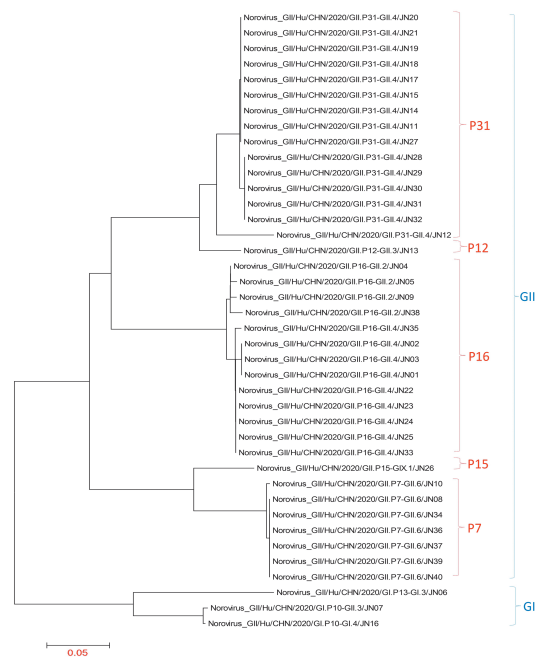 Norovirus_GII/Hu/CHN/2020/GII.P31-GII.4/JN20
Norovirus_GII/Hu/CHN/2020/GII.P31-GII.4/JN21
Norovirus_GII/Hu/CHN/2020/GII.P31-GII.4/JN19
Norovirus_GII/Hu/CHN/2020/GII.P31-GII.4/JN18
Norovirus_GII/Hu/CHN/2020/GII.P31-GII.4/JN17
Norovirus_GII/Hu/CHN/2020/GII.P31-GII.4/JN15
Norovirus_GII/Hu/CHN/2020/GII.P31-GII.4/JN14
Norovirus_GII/Hu/CHN/2020/GII.P31-GII.4/JN11
P31
Norovirus_GII/Hu/CHN/2020/GII.P31-GII.4/JN27
Norovirus_GII/Hu/CHN/2020/GII.P31-GII.4/JN28
Norovirus_GII/Hu/CHN/2020/GII.P31-GII.4/JN29
Norovirus_GII/Hu/CHN/2020/GII.P31-GII.4/JN30
Norovirus_GII/Hu/CHN/2020/GII.P31-GII.4/JN31
Norovirus_GII/Hu/CHN/2020/GII.P31-GII.4/JN32
Norovirus_GII/Hu/CHN/2020/GII.P31-GII.4/JN12
Norovirus_GII/Hu/CHN/2020/GII.P12-GII.3/JN13
P12
Norovirus_GII/Hu/CHN/2020/GII.P16-GII.2/JN04
Norovirus_GII/Hu/CHN/2020/GII.P16-GII.2/JN05
Norovirus_GII/Hu/CHN/2020/GII.P16-GII.2/JN09
GII
Norovirus_GII/Hu/CHN/2020/GII.P16-GII.2/JN38
Norovirus_GII/Hu/CHN/2020/GII.P16-GII.4/JN35
Norovirus_GII/Hu/CHN/2020/GII.P16-GII.4/JN02
Norovirus_GII/Hu/CHN/2020/GII.P16-GII.4/JN03
P16
Norovirus_GII/Hu/CHN/2020/GII.P16-GII.4/JN01
Norovirus_GII/Hu/CHN/2020/GII.P16-GII.4/JN22
Norovirus_GII/Hu/CHN/2020/GII.P16-GII.4/JN23
Norovirus_GII/Hu/CHN/2020/GII.P16-GII.4/JN24
Norovirus_GII/Hu/CHN/2020/GII.P16-GII.4/JN25
Norovirus_GII/Hu/CHN/2020/GII.P16-GII.4/JN33
Norovirus_GII/Hu/CHN/2020/GII.P15-GIX.1/JN26
P15
Norovirus_GII/Hu/CHN/2020/GII.P7-GII.6/JN10
Norovirus_GII/Hu/CHN/2020/GII.P7-GII.6/JN08
Norovirus_GII/Hu/CHN/2020/GII.P7-GII.6/JN34
Norovirus_GII/Hu/CHN/2020/GII.P7-GII.6/JN36
P7
Norovirus_GII/Hu/CHN/2020/GII.P7-GII.6/JN37
Norovirus_GII/Hu/CHN/2020/GII.P7-GII.6/JN39
Norovirus_GII/Hu/CHN/2020/GII.P7-GII.6/JN40
Norovirus_GII/Hu/CHN/2020/GI.P13-GI.3/JN06
Norovirus_GII/Hu/CHN/2020/GI.P10-GII.3/JN07
GI
Norovirus_GII/Hu/CHN/2020/GI.P10-GI.4/JN16
0.05